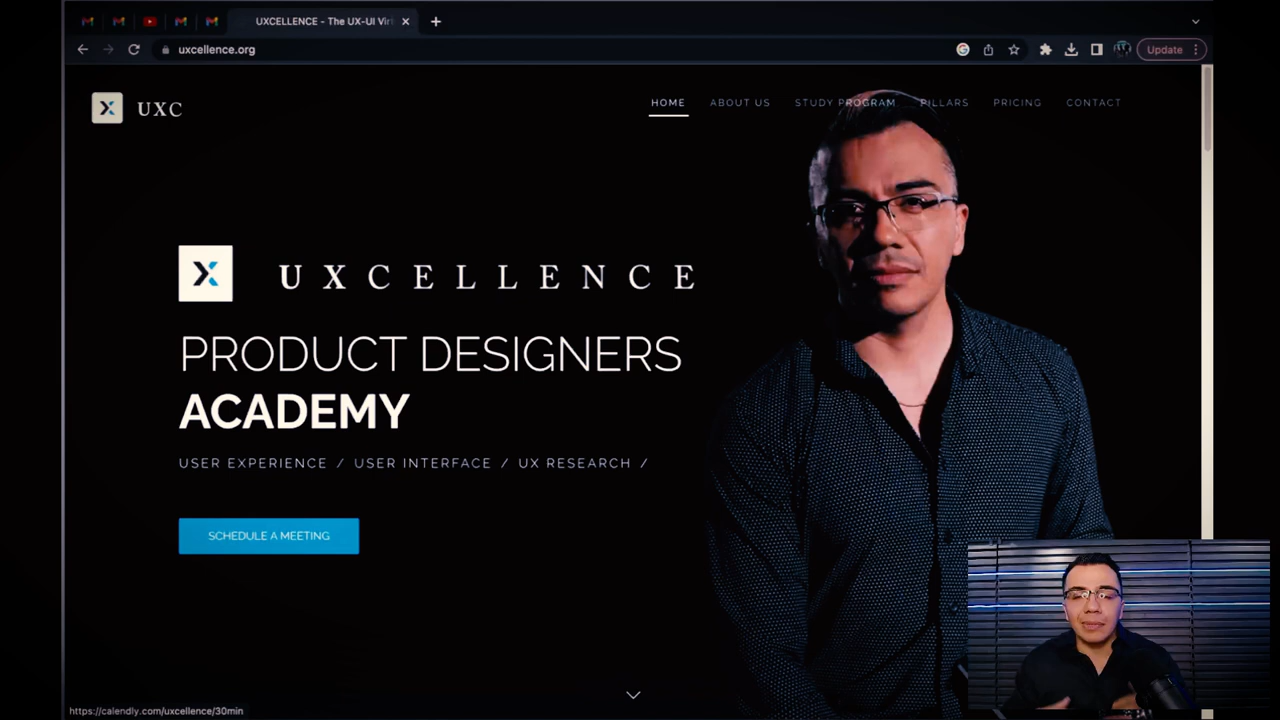 UXCELLENCE - The UX-UI Vir
uxcellence.org
Update
UXC
HOME
ABOUT US
STUDY PROGRAM
PILLARS
PRICING
CONTACT
UXCELLENCE
PRODUCT DESIGNERS
ACADEMY
USER EXPERIENCE / USER INTERFACE / UX RESEARCH /
SCHEDULE A MEETING
https://calendly.com/uxcellence/30min